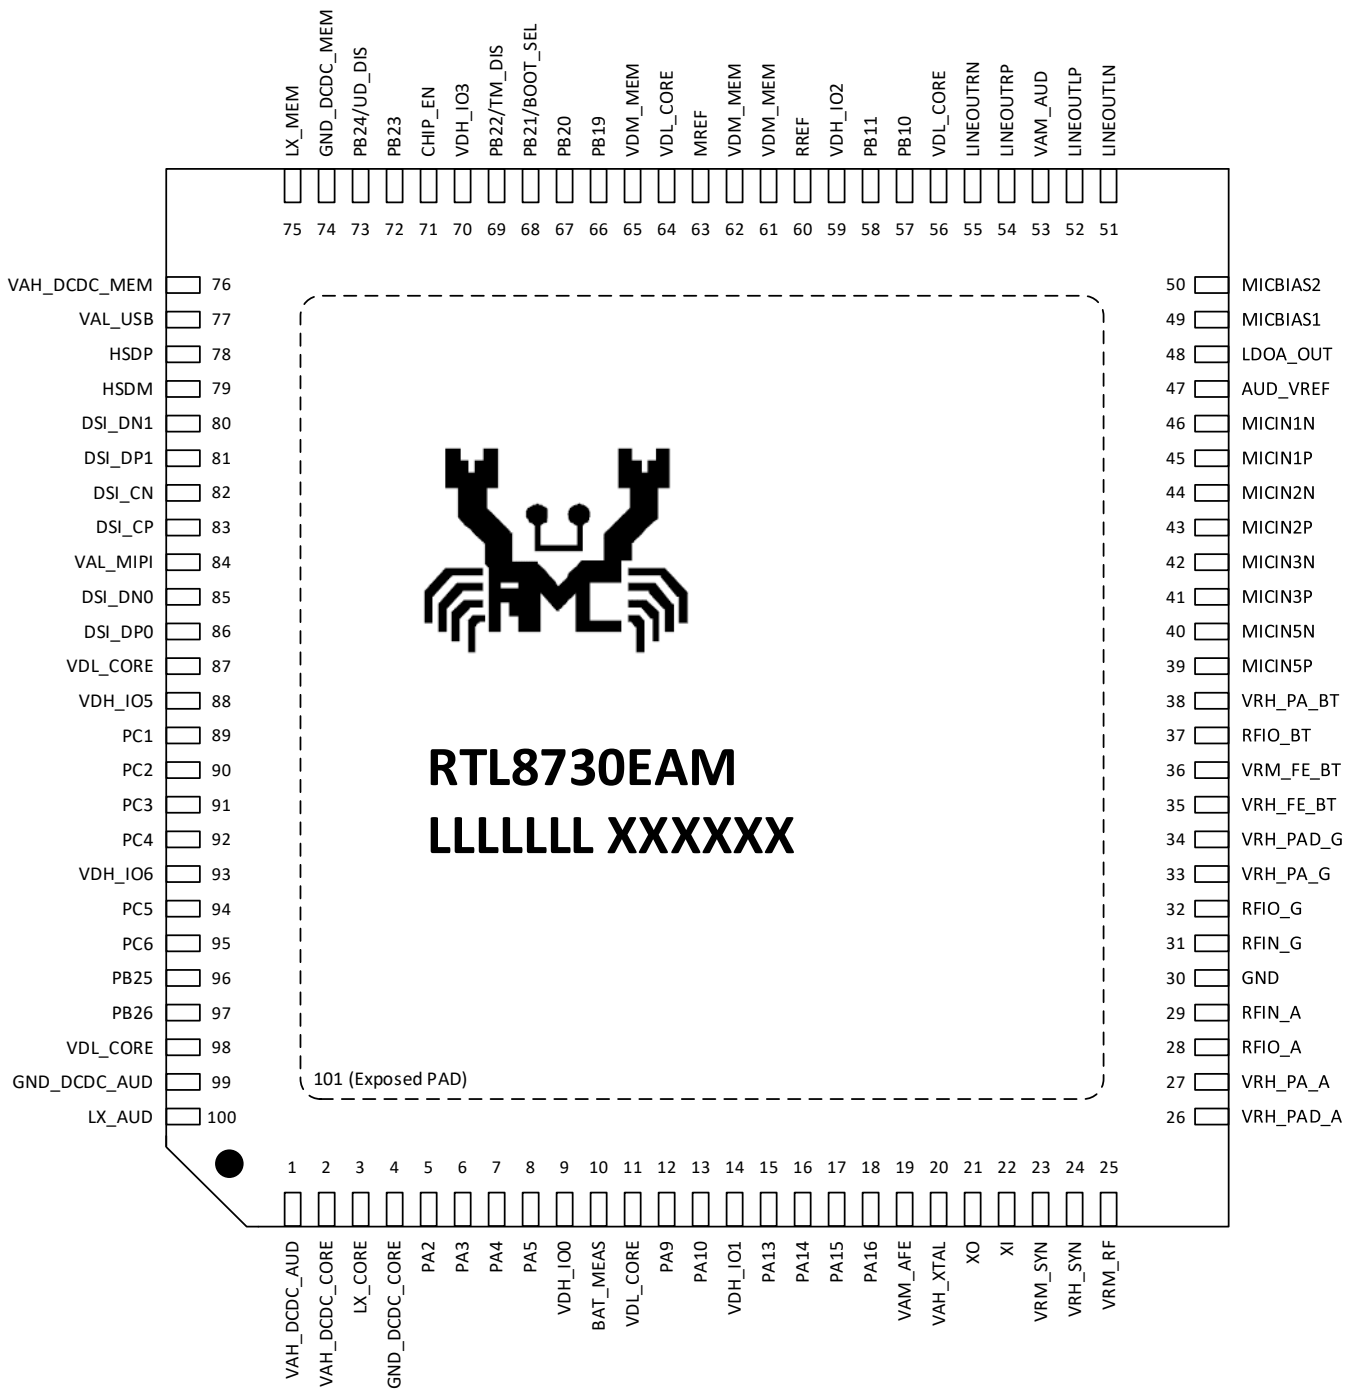 LX_MEM
GND_DCDC_MEM
PB24/UD_DIS
PB23
CHIP_EN
VDH_IO3
PB22/TM_DIS
PB21/BOOT_SEL
PB20
PB19
VDM_MEM
VDL_CORE
MREF
VDM_MEM
VDM_MEM
RREF
VDH_IO2
PB11
PB10
VDL_CORE
LINEOUTRN
LINEOUTRP
VAM_AUD
LINEOUTLP
LINEOUTLN
75 74 73 72 71 70 69 68 67 66 65 64 63 62 61 60 59 58 57 56 55 54 53 52 51
VAH_DCDC_MEM 76
VAL_USB 77
HSDP 78
HSDM 79
DSI_DN1 80
DSI_DP1 81
DSI_CN 82
DSI_CP 83
VAL_MIPI 84
DSI_DN0 85
DSI_DP0 86
VDL_CORE 87
VDH_IO5 88
PC1 89
PC2 90
PC3 91
PC4 92
VDH_IO6 93
PC5 94
PC6 95
PB25 96
PB26 97
VDL_CORE 98
GND_DCDC_AUD 99
LX_AUD 100
RTL8730EAM
LLLLLLL XXXXXX
101 (Exposed PAD)
50 MICBIAS2
49 MICBIAS1
48 LDOA_OUT
47 AUD_VREF
46 MICIN1N
45 MICIN1P
44 MICIN2N
43 MICIN2P
42 MICIN3N
41 MICIN3P
40 MICIN5N
39 MICIN5P
38 VRH_PA_BT
37 RFIO_BT
36 VRM_FE_BT
35 VRH_FE_BT
34 VRH_PAD_G
33 VRH_PA_G
32 RFIO_G
31 RFIN_G
30 GND
29 RFIN_A
28 RFIO_A
27 VRH_PA_A
26 VRH_PAD_A
1 2 3 4 5 6 7 8 9 10 11 12 13 14 15 16 17 18 19 20 21 22 23 24 25
VAH_DCDC_AUD
VAH_DCDC_CORE
LX_CORE
GND_DCDC_CORE
PA2
PA3
PA4
PA5
VDH_IO0
BAT_MEAS
VDL_CORE
PA9
PA10
VDH_IO1
PA13
PA14
PA15
PA16
VAM_AFE
VAH_XTAL
XO
XI
VRM_SYN
VRH_SYN
VRM_RF